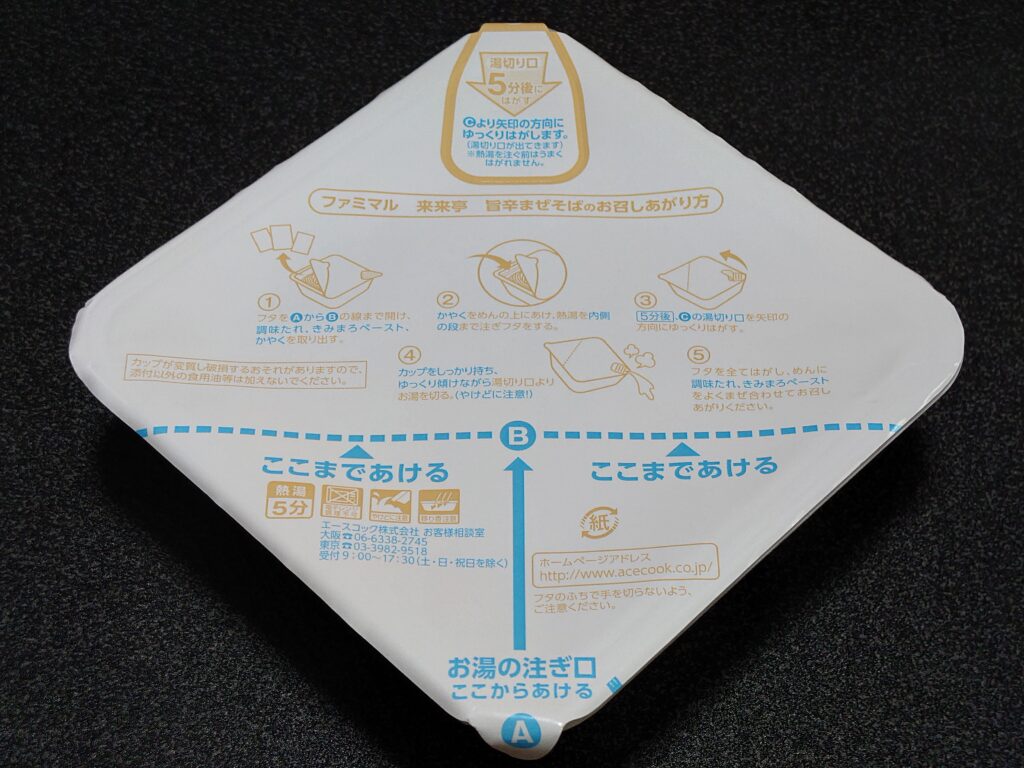 湯切り口
5分後に
はがす
Cより矢印の方向に
ゆっくりはがします。
(湯切り口が出てきます)
※熱湯を注ぐ前はうまく
はがれません。
ファミマル 来来亭 旨辛まぜそばのお召しあがり方
①
フタをAからBの線まで開け、
調味たれ、きみまろペースト、
かやくを取り出す。
②
かやくをめんの上にあけ、熱湯を内側
の段まで注ぎフタをする。
③
5分後、Cの湯切り口を矢印の
方向にゆっくりはがす。
カップが変質し破損するおそれがありますので、
添付以外の食用油等は加えないでください。
④
カップをしっかり持ち、
ゆっくり傾けながら湯切り口より
お湯を切る。(やけどに注意!)
⑤
フタを全てはがし、めんに
調味たれ、きみまろペースト
をよくまぜ合わせてお召し
あがりください。
B
ここまであける
ここまであける
熱湯
5分
やけど注意
移り香注意
エースコック株式会社 お客様相談室
大阪☎06-6338-2745
東京☎03-3982-9518
受付9:00〜17:30(土・日・祝日を除く)
紙
ホームページアドレス
http://www.acecook.co.jp/
フタのふちで手を切らないよう、
ご注意ください。
お湯の注ぎ口
ここからあける
A